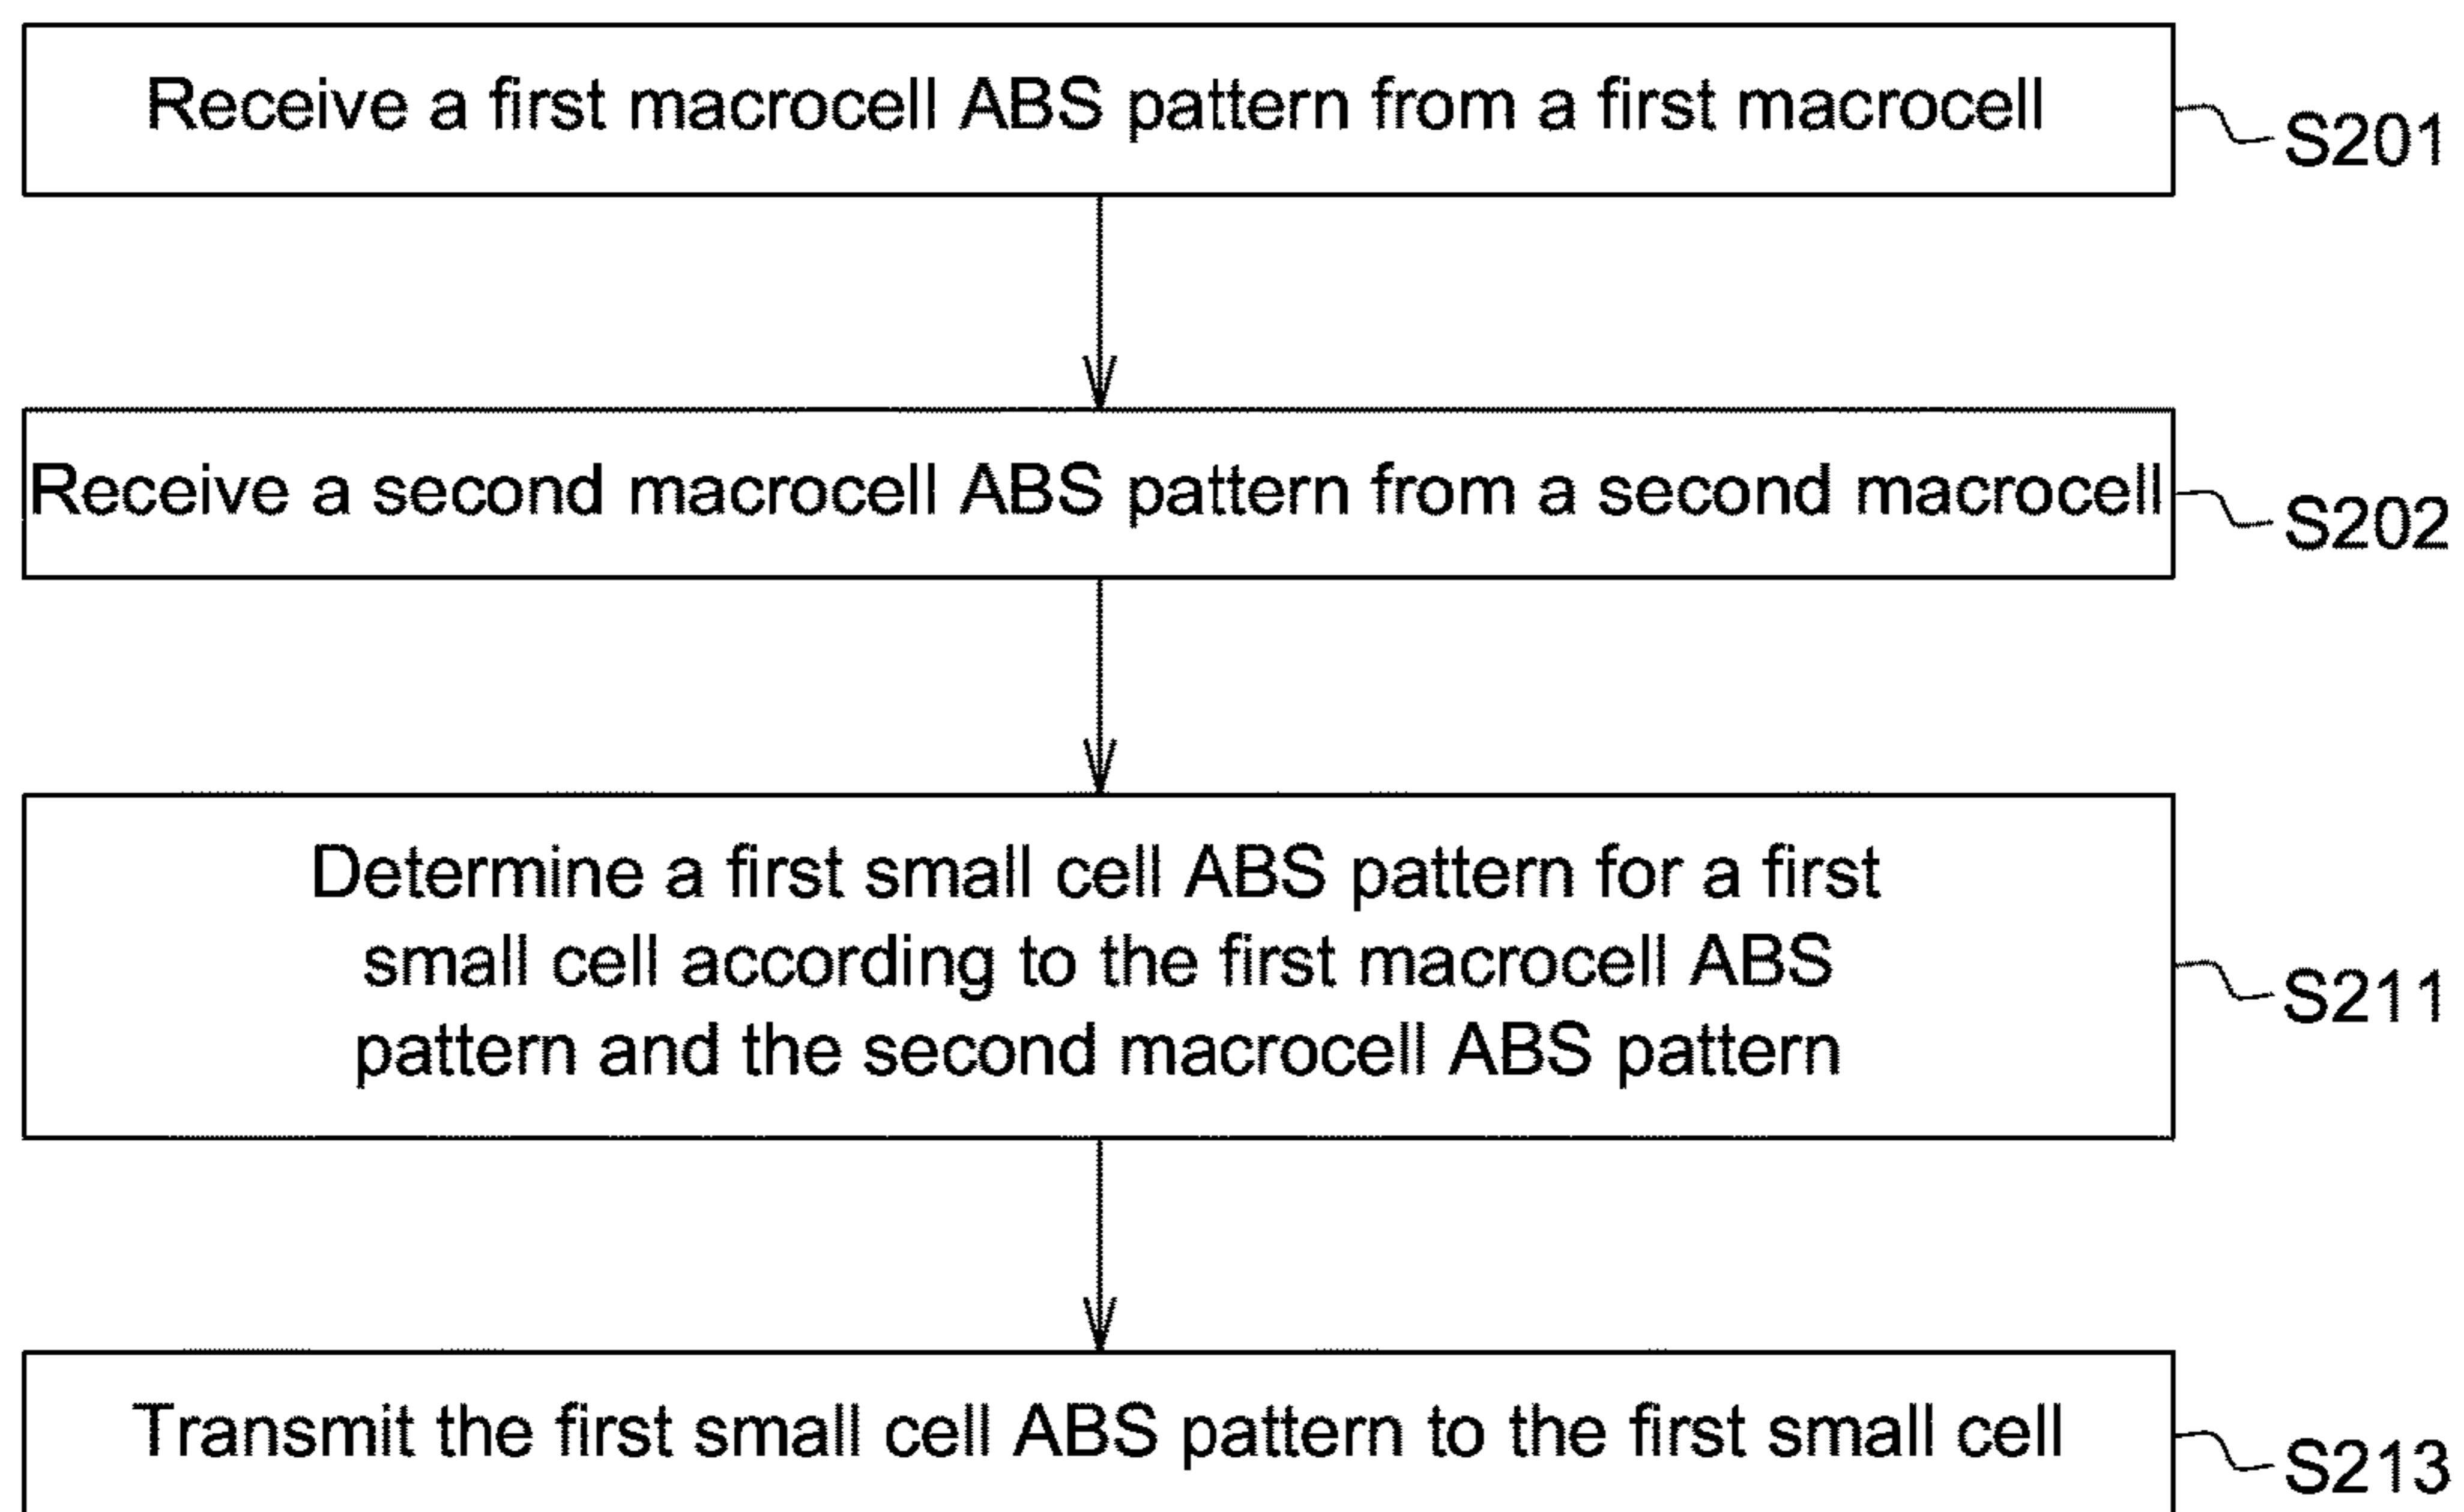 Receive a first macrocell ABS pattern from a first macrocell
S201
Receive a second macrocell ABS pattern from a second macrocell
S202
Determine a first small cell ABS pattern for a first
small cell according to the first macrocell ABS
pattern and the second macrocell ABS pattern
S211
Transmit the first small cell ABS pattern to the first small cell
S213